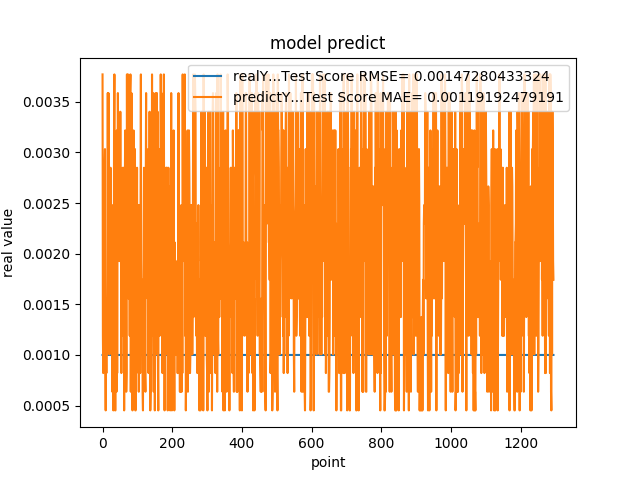 model predict
realY...Test Score RMSE= 0.00147280433324
predictY...Test Score MAE= 0.00119192479191
0.0035
0.0030
0.0025
0.0020
0.0015
0.0010
0.0005
real value
0 200 400 600 800 1000 1200
point